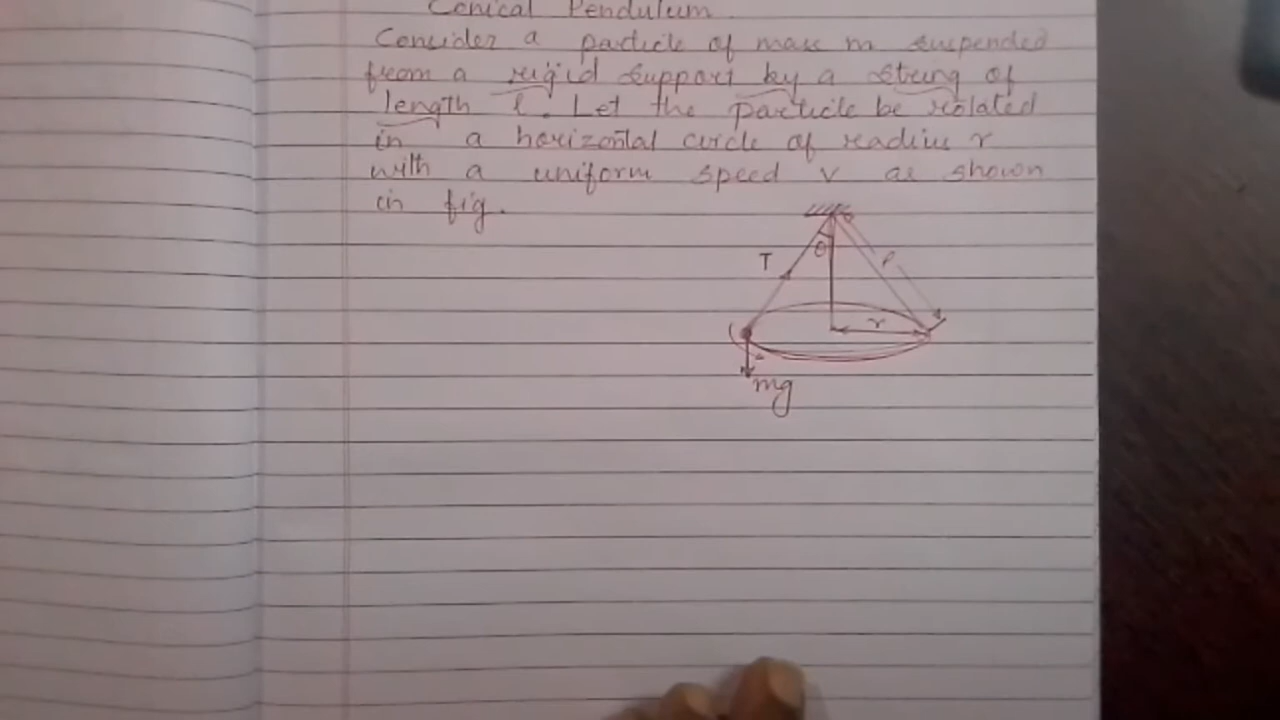 Conical Pendulum.
Consider a particle of mass m suspended
from a rigid support by a string of
length l. Let the particle be rotated
in a horizontal circle of radius r
with a uniform speed v as shown
in fig.
θ
T
l
r
mg